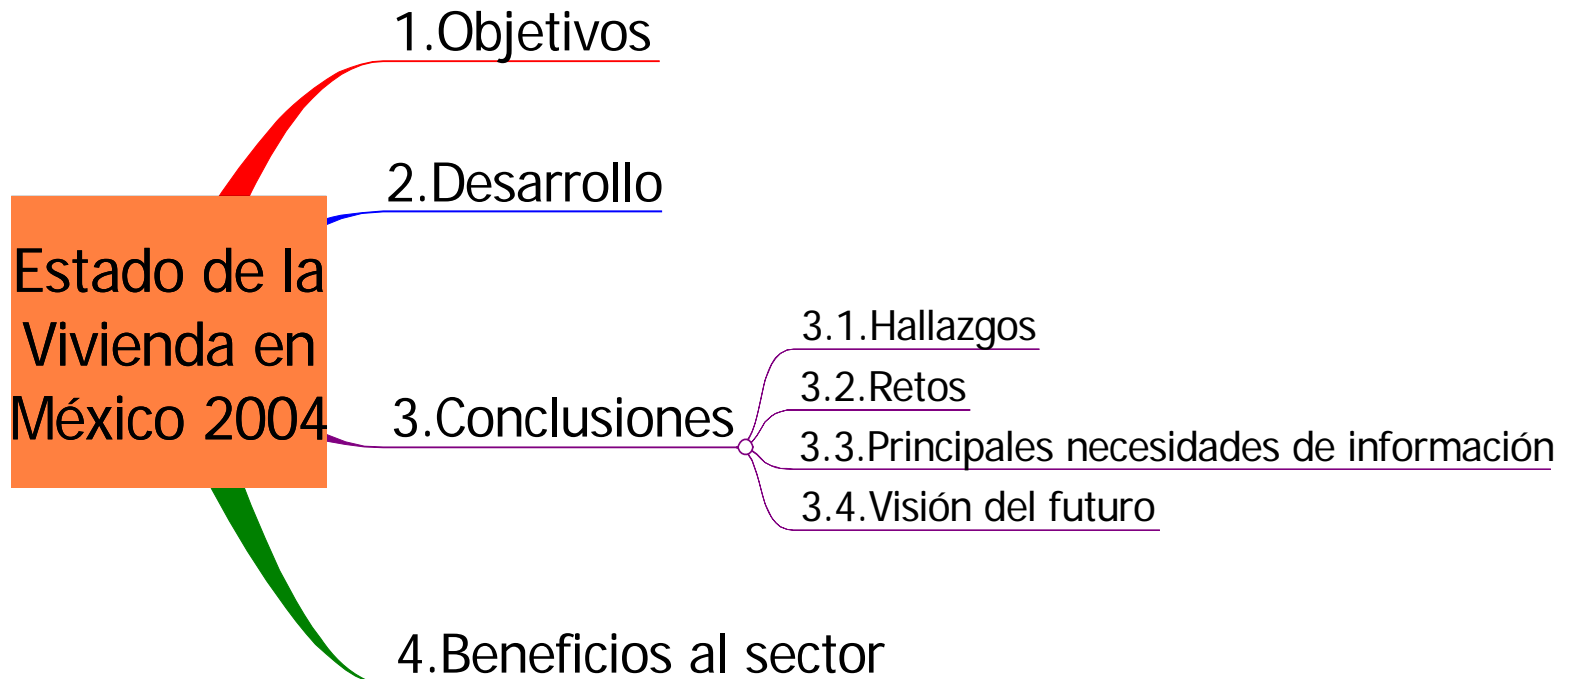 1.Objetivos
2.Desarrollo
Estado de la
Vivienda en
México 2004
3.Conclusiones
3.1.Hallazgos
3.2.Retos
3.3.Principales necesidades de información
3.4.Visión del futuro
4.Beneficios al sector